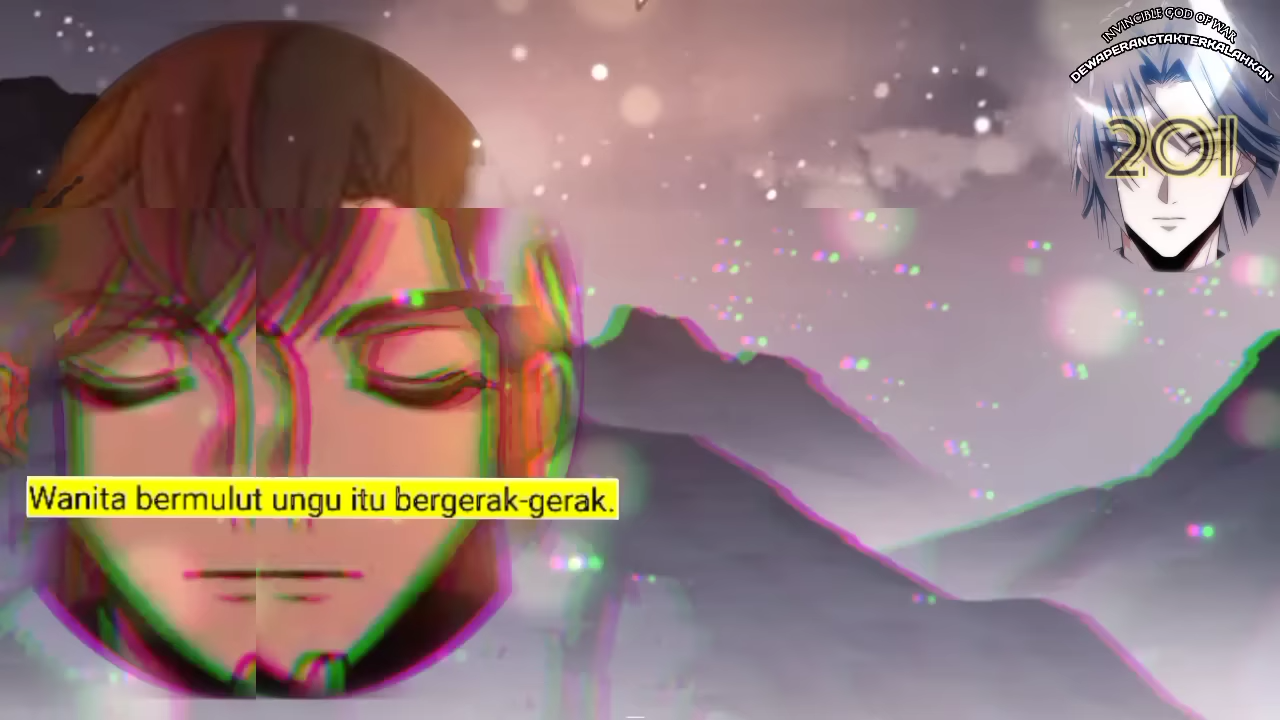 INVINCIBLE GOD OF WAR
DEWAPERANGTAKTERKALAHKAN
201
Wanita bermulut ungu itu bergerak-gerak.